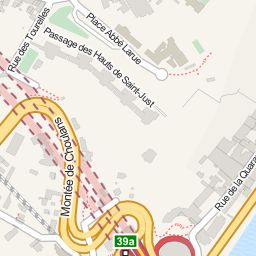 Place Abbé Larue
Rue des Tourelles
Passage des Hauts de Saint-Just
Montée de Choulans
Rue de la Quara
39a